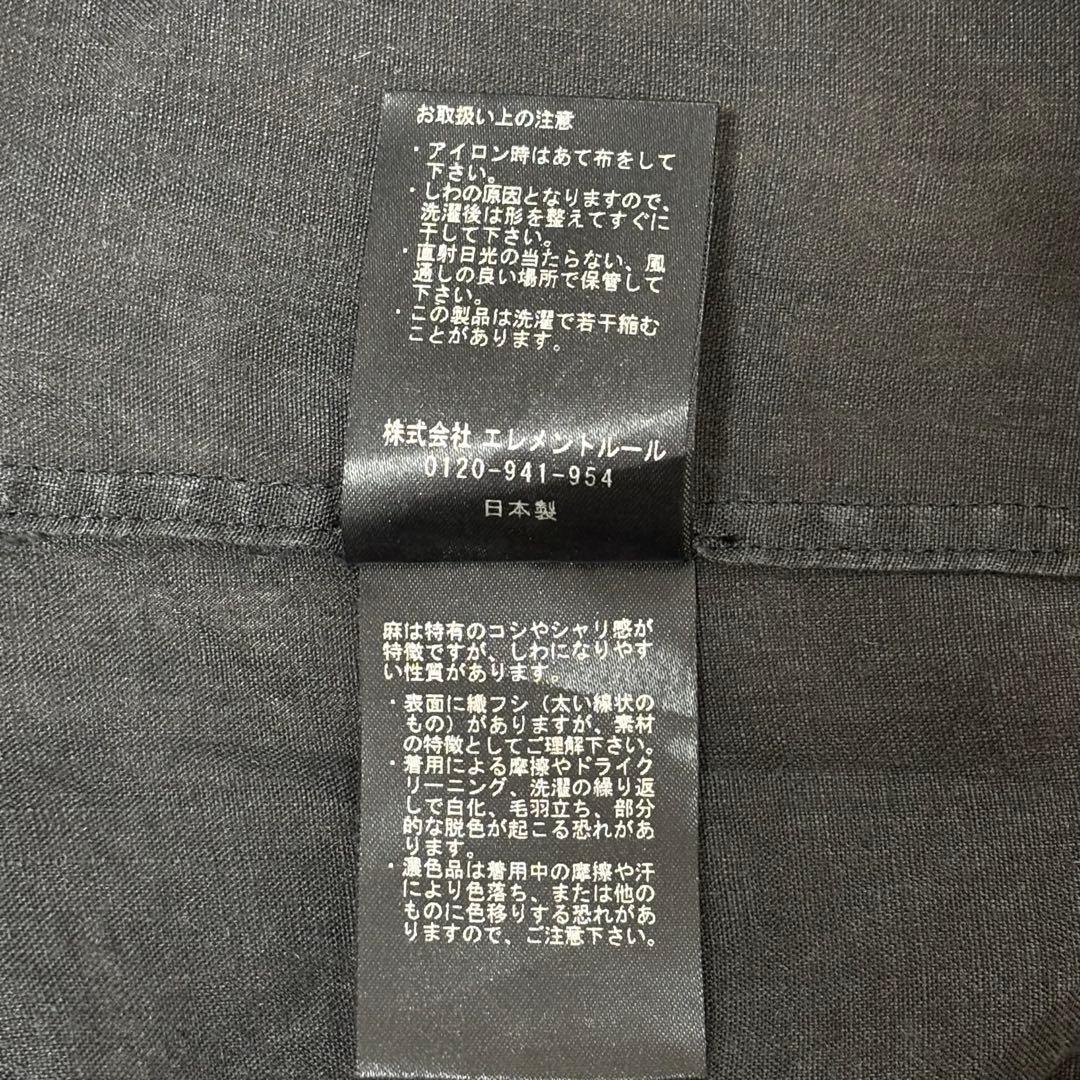 お取扱い上の注意
・アイロン時はあて布をして
下さい。
・しわの原因となりますので、
洗濯後は形を整えてすぐに
干して下さい。
・直射日光の当たらない、風
通しの良い場所で保管して
下さい。
・この製品は洗濯で若干縮む
ことがあります。
株式会社 エレメントルール
0120-941-954
日本製
麻は特有のコシやシャリ感が
特徴ですが、しわになりやす
い性質があります。
・表面に織フシ（太い線状の
もの）がありますが、素材
の特徴としてご理解下さい。
・着用による摩擦やドライク
リーニング、洗濯の繰り返
しで白化、毛羽立ち、部分
的な脱色が起こる恐れがあ
ります。
・濃色品は着用中の摩擦や汗
により色落ち、または他の
ものに色移りする恐れがあ
りますので、ご注意下さい。